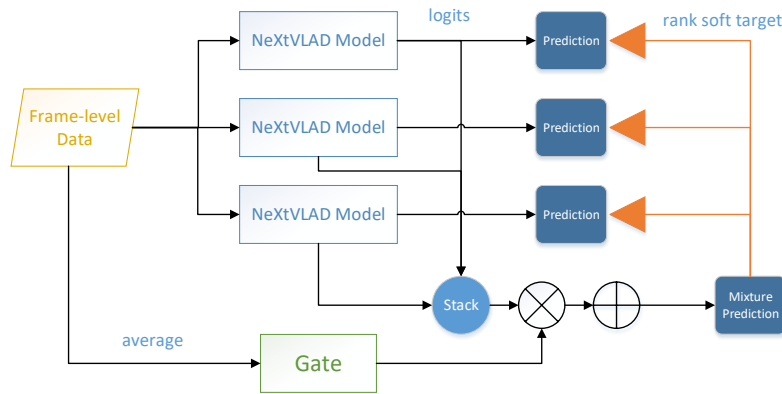 logits
rank soft target
NeXtVLAD Model
Prediction
Frame-level
Data
NeXtVLAD Model
Prediction
NeXtVLAD Model
Prediction
Stack
Mixture
Prediction
average
Gate